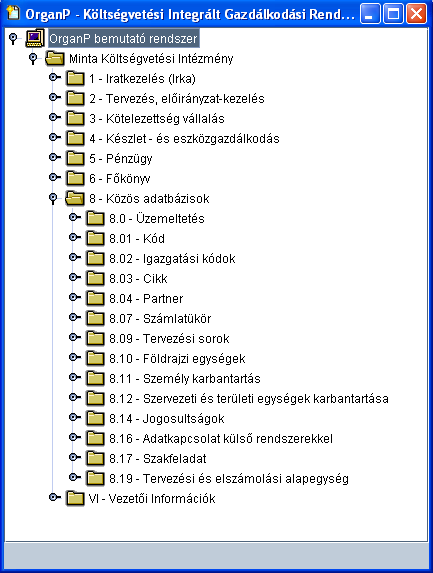 OrganP - Költségvetési Integrált Gazdálkodási Rend...
OrganP bemutató rendszer
Minta Költségvetési Intézmény
1 - Iratkezelés (Irka)
2 - Tervezés, előirányzat-kezelés
3 - Kötelezettség vállalás
4 - Készlet - és eszközgazdálkodás
5 - Pénzügy
6 - Főkönyv
8 - Közös adatbázisok
8.0 - Üzemeltetés
8.01 - Kód
8.02 - Igazgatási kódok
8.03 - Cikk
8.04 - Partner
8.07 - Számlatükör
8.09 - Tervezési sorok
8.10 - Földrajzi egységek
8.11 - Személy karbantartás
8.12 - Szervezeti és területi egységek karbantartása
8.14 - Jogosultságok
8.16 - Adatkapcsolat külső rendszerekkel
8.17 - Szakfeladat
8.19 - Tervezési és elszámolási alapegység
VI - Vezetői Információk